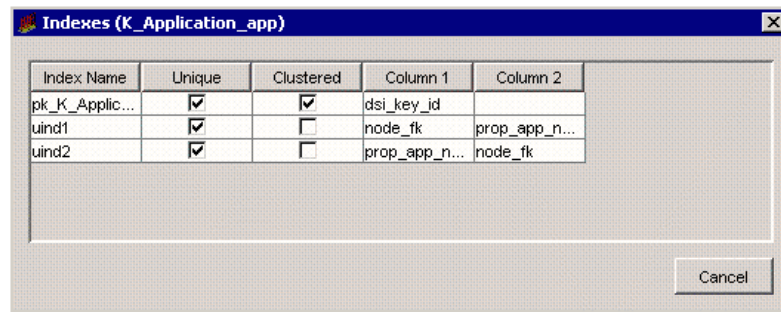 Indexes (K_Application_app)
Index Name Unique Clustered Column 1 Column 2
pk_K_Applic... dsi_key_id
uind1 node_fk prop_app_n...
uind2 prop_app_n... node_fk
Cancel